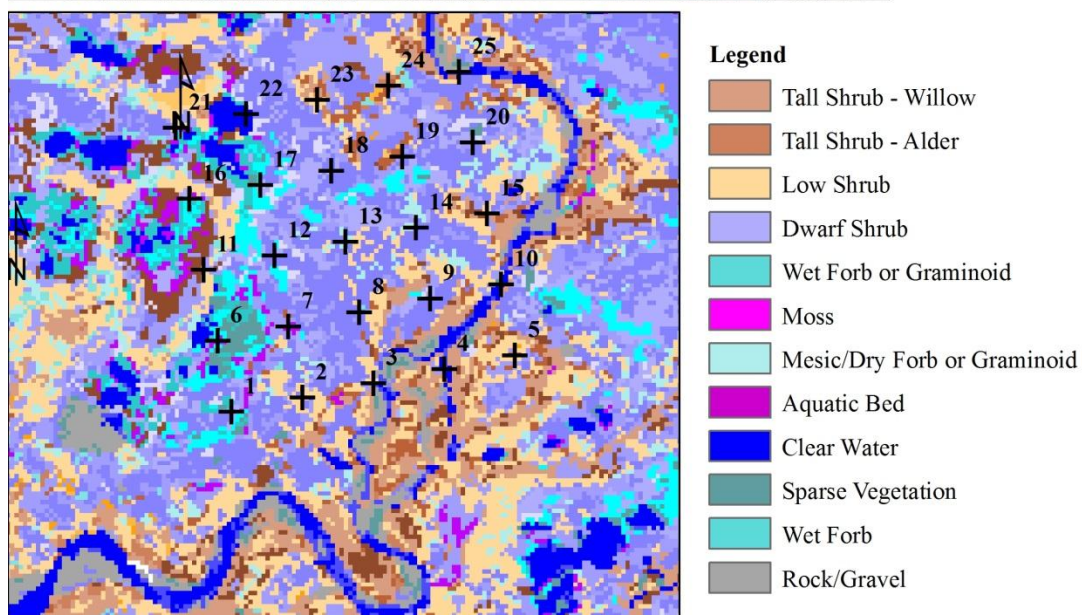 25
24
23
22
21
20
19
18
17
16
15
14
13
12
11
10
9
8
7
6
5
4
3
2
1
N
N
Legend
Tall Shrub - Willow
Tall Shrub - Alder
Low Shrub
Dwarf Shrub
Wet Forb or Graminoid
Moss
Mesic/Dry Forb or Graminoid
Aquatic Bed
Clear Water
Sparse Vegetation
Wet Forb
Rock/Gravel